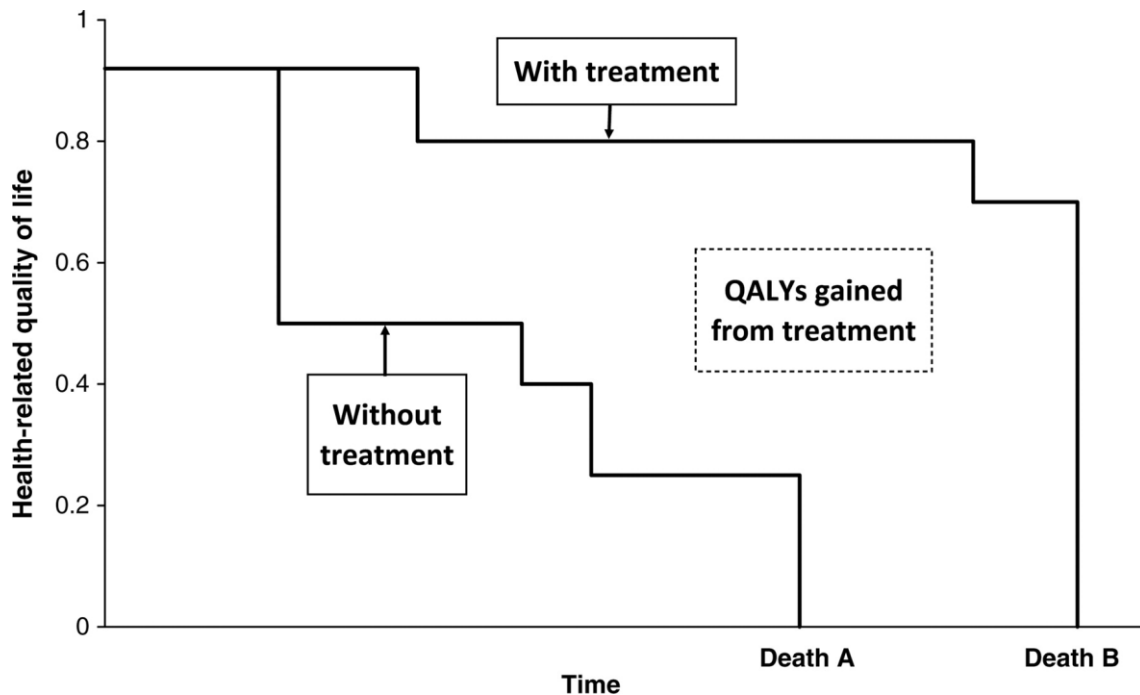 1
With treatment
0.8
Health-related quality of life
0.6
QALYs gained
from treatment
0.4
Without
treatment
0.2
0
Death A
Death B
Time